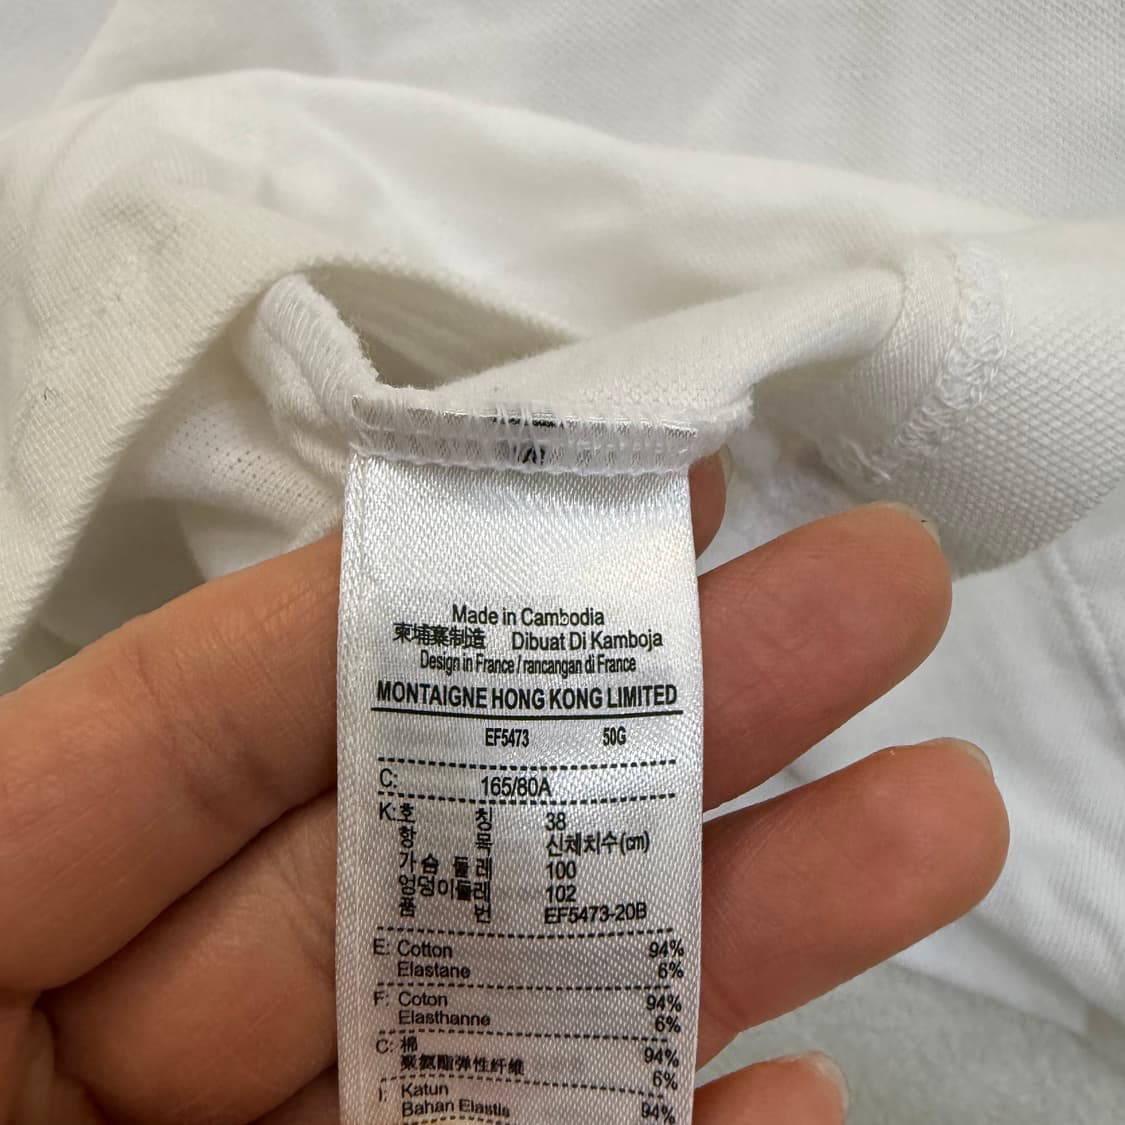 Made in Cambodia
柬埔寨制造 Dibuat Di Kamboja
Design in France / rancangan di France
MONTAIGNE HONG KONG LIMITED
EF5473 50G
C: 165/80A
K: 호 칭 38
항 목 신체치수(cm)
가슴 둘레 100
엉덩이둘레 102
품 번 EF5473-20B
E: Cotton 94%
Elastane 6%
F: Coton 94%
Elasthanne 6%
C: 棉 94%
聚氨酯弹性纤维 6%
I: Katun 94%
Bahan Elastis